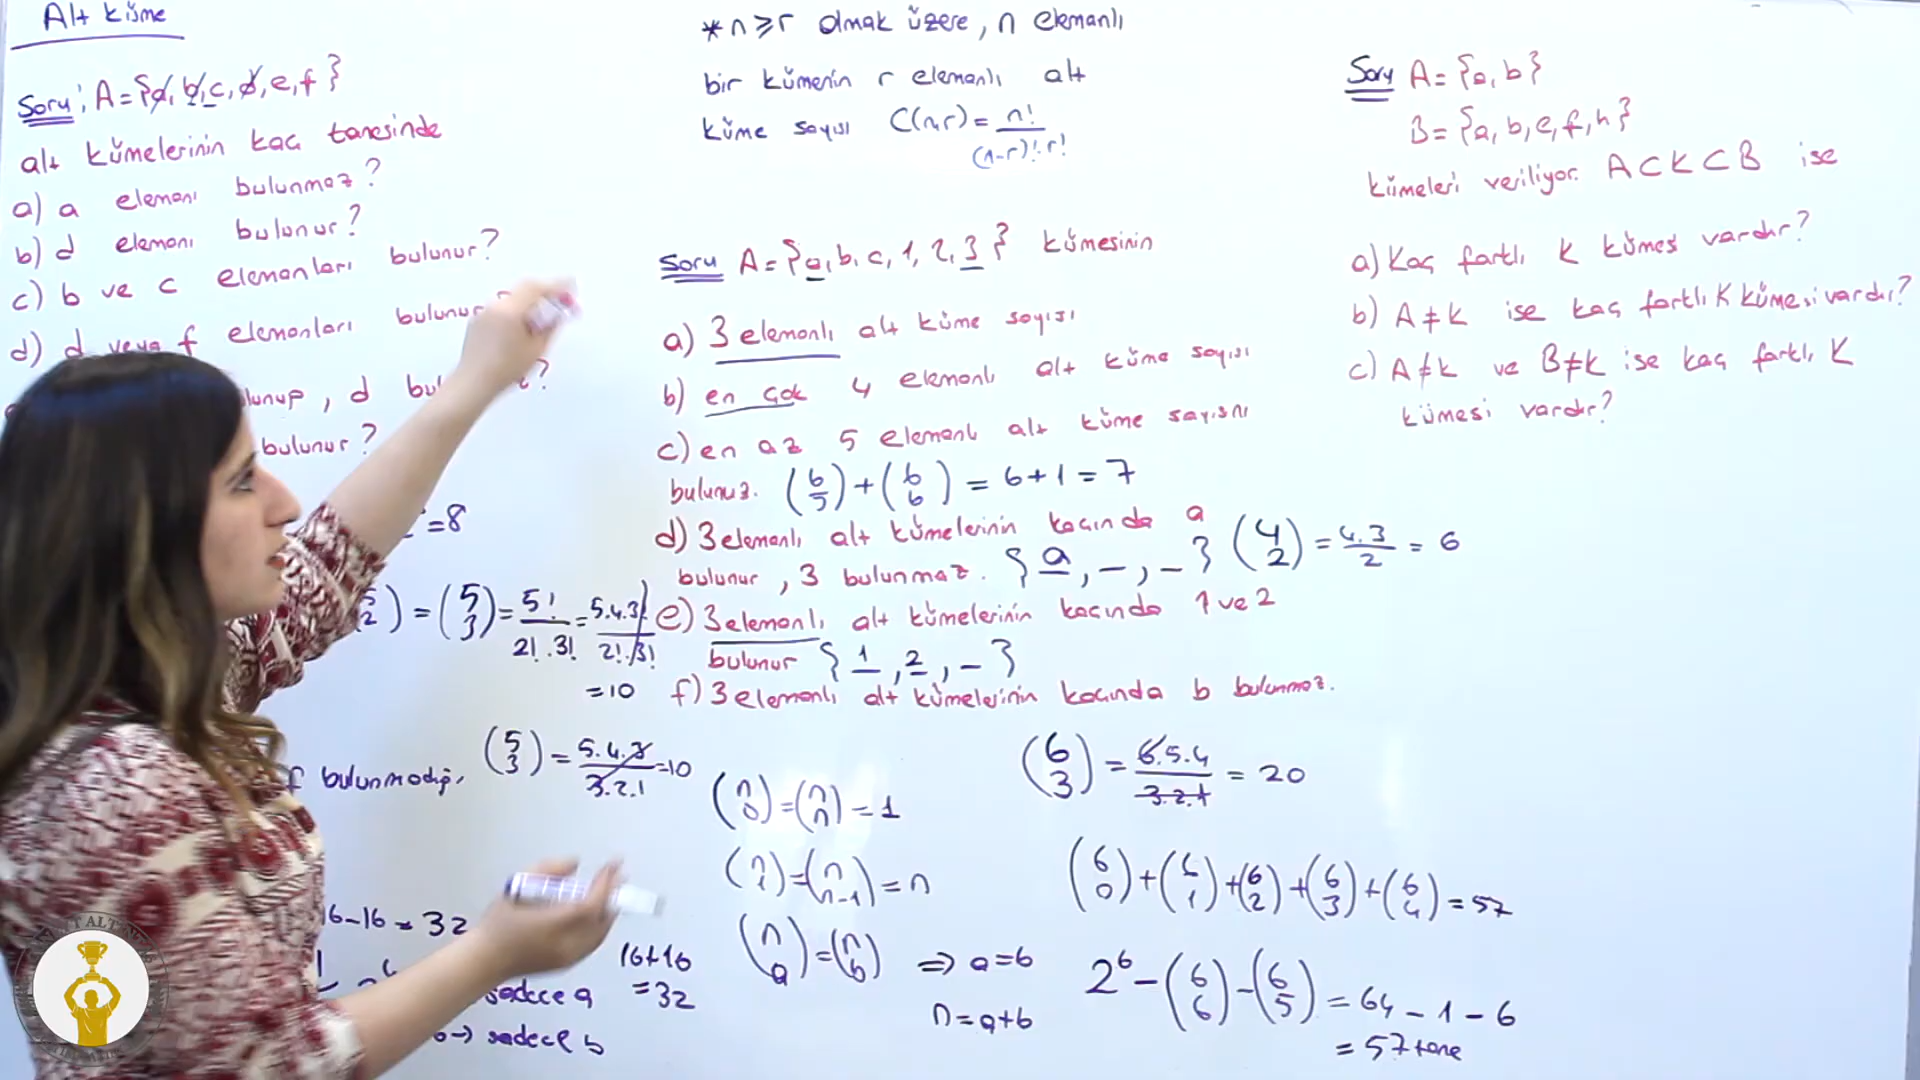 Alt küme
Soru: A={a, b, c, d, e, f}
alt kümelerinin kaç tanesinde
a) a elemanı bulunmaz?
b) d elemanı bulunur?
c) b ve c elemanları bulunur?
d) d veya f elemanları
, d
bulunur?
=8
=(5 3)=5!/2!.3!=5.4.3!/2!.3!
=10
f bulunmadığı,
(5 3)=5.4.3/3.2.1=10
16-16=32
sadece a
16+16
=32
b→ sadece b
*n≥r olmak üzere, n elemanlı
bir kümenin r elemanlı alt
küme sayısı C(n,r)=n!/(n-r)!.r!
Soru A={a,b,c,1,2,3} kümesinin
a) 3 elemanlı alt küme sayısı
b) en çok 4 elemanlı alt küme sayısı
c) en az 5 elemanlı alt küme sayısını
bulunuz. (6 5)+(6 6)=6+1=7
d) 3 elemanlı alt kümelerinin kaçında a
bulunur, 3 bulunmaz. {a,-,-} (4 2)=4.3/2=6
e) 3 elemanlı alt kümelerinin kaçında 1 ve 2
bulunur {1,2,-}
f) 3 elemanlı alt kümelerinin kaçında b bulunmaz.
(n 0)=(n n)=1
(n 1)=(n n-1)=n
(n a)=(n b) ⇒ a=b
n=a+b
(6 3)=6.5.4/3.2.1=20
(6 0)+(6 1)+(6 2)+(6 3)+(6 4)=57
2^6-(6 6)-(6 5)=64-1-6
=57 tane
Soru A={a,b}
B={a,b,e,f,h}
kümeleri veriliyor. A⊂K⊂B ise
a) Kaç farklı K kümesi vardır?
b) A≠K ise kaç farklı K kümesi vardır?
c) A≠K ve B≠K ise kaç farklı K
kümesi vardır?